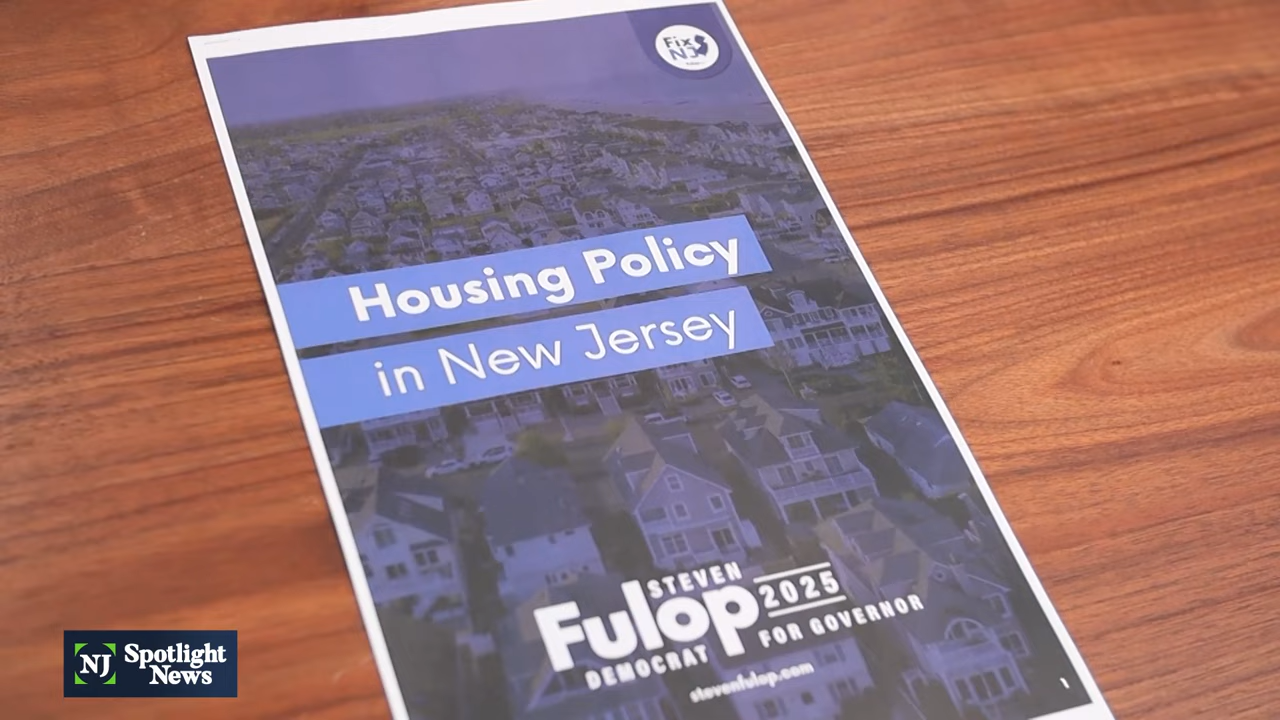 Fix
NJ
Housing Policy
in New Jersey
STEVEN
Fulop 2025
DEMOCRAT FOR GOVERNOR
stevenfulop.com
1
NJ Spotlight
News